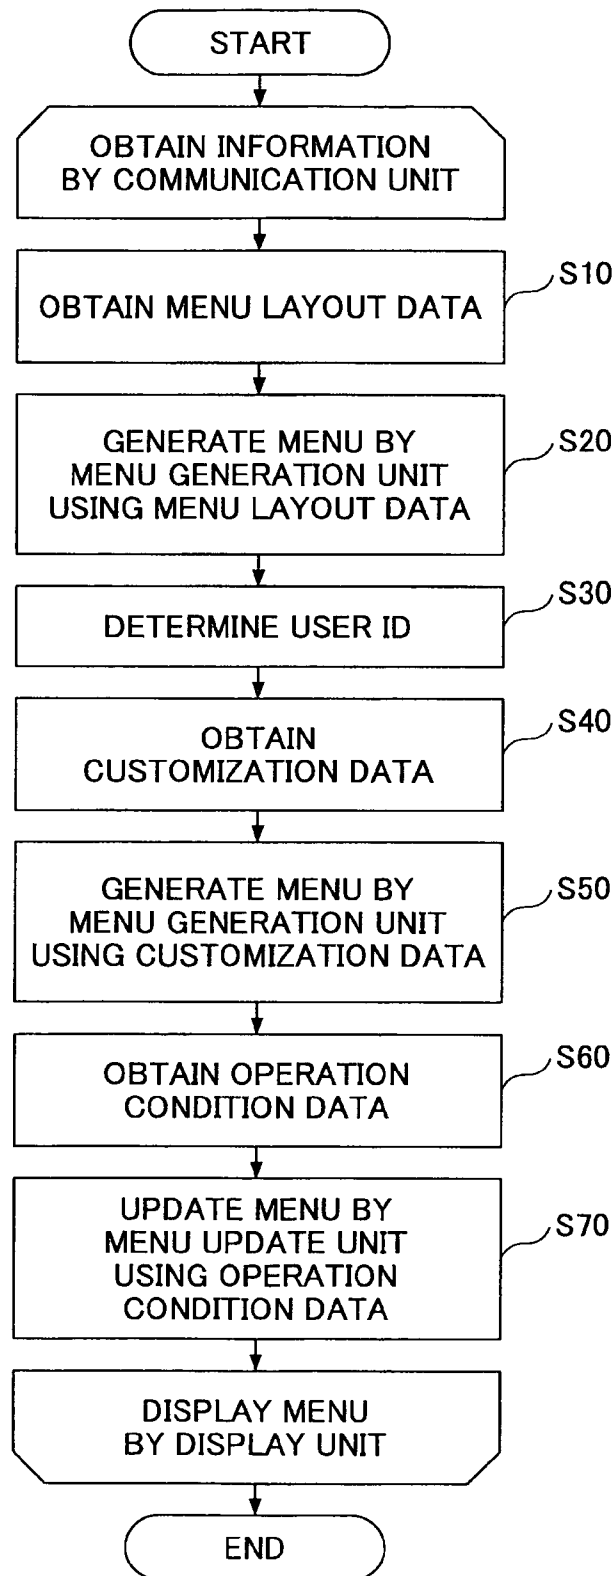 START
OBTAIN INFORMATION
BY COMMUNICATION UNIT
OBTAIN MENU LAYOUT DATA
S10
GENERATE MENU BY
MENU GENERATION UNIT
USING MENU LAYOUT DATA
S20
DETERMINE USER ID
S30
OBTAIN
CUSTOMIZATION DATA
S40
GENERATE MENU BY
MENU GENERATION UNIT
USING CUSTOMIZATION DATA
S50
OBTAIN OPERATION
CONDITION DATA
S60
UPDATE MENU BY
MENU UPDATE UNIT
USING OPERATION
CONDITION DATA
S70
DISPLAY MENU
BY DISPLAY UNIT
END